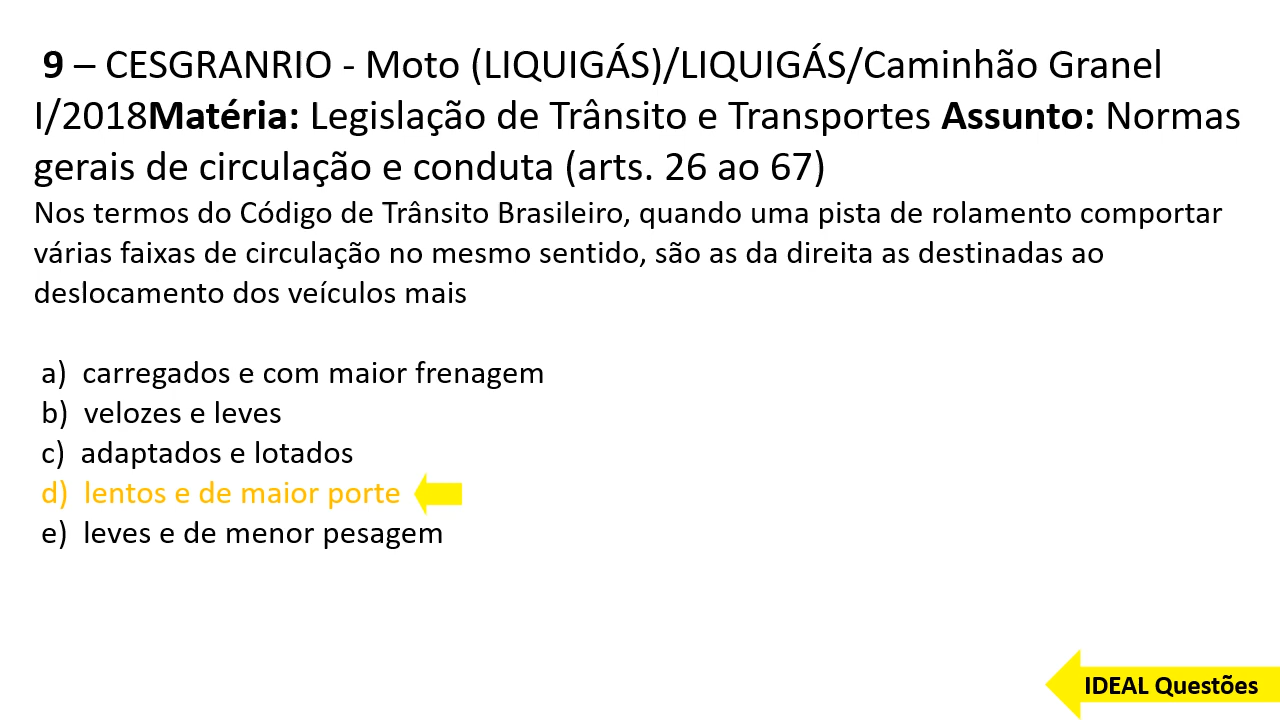 9 – CESGRANRIO - Moto (LIQUIGÁS)/LIQUIGÁS/Caminhão Granel
I/2018Matéria: Legislação de Trânsito e Transportes Assunto: Normas
gerais de circulação e conduta (arts. 26 ao 67)
Nos termos do Código de Trânsito Brasileiro, quando uma pista de rolamento comportar
várias faixas de circulação no mesmo sentido, são as da direita as destinadas ao
deslocamento dos veículos mais
a) carregados e com maior frenagem
b) velozes e leves
c) adaptados e lotados
d) lentos e de maior porte
e) leves e de menor pesagem
IDEAL Questões